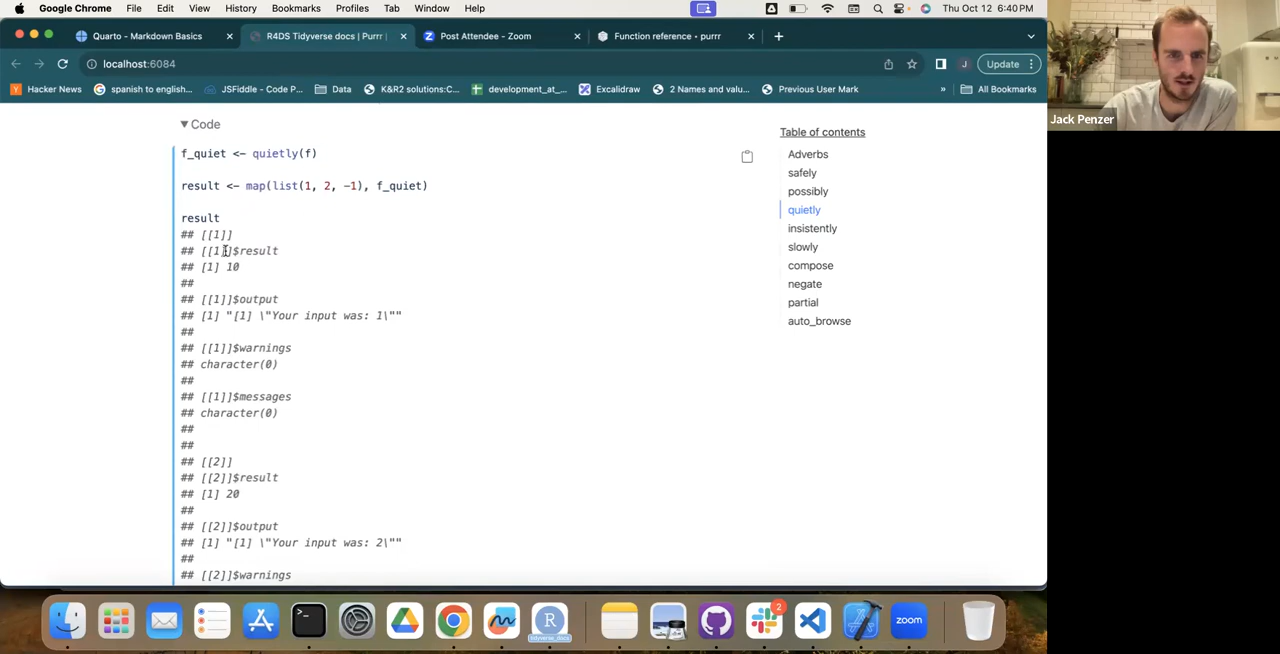 Google Chrome File Edit View History Bookmarks Profiles Tab Window Help Thu Oct 12 6:40 PM
Quarto - Markdown Basics R4DS Tidyverse docs | Purrr | Post Attendee - Zoom Function reference • purrr
localhost:6084 J Update
Hacker News spanish to english... JSFiddle - Code P... Data K&R2 solutions:C... development_at_... Excalidraw 2 Names and valu... Previous User Mark » All Bookmarks
Jack Penzer
Code
f_quiet <- quietly(f)
result <- map(list(1, 2, -1), f_quiet)
result
## [[1]]
## [[1]]$result
## [1] 10
##
## [[1]]$output
## [1] "[1] \"Your input was: 1\""
##
## [[1]]$warnings
## character(0)
##
## [[1]]$messages
## character(0)
##
##
## [[2]]
## [[2]]$result
## [1] 20
##
## [[2]]$output
## [1] "[1] \"Your input was: 2\""
##
## [[2]]$warnings
Table of contents
Adverbs
safely
possibly
quietly
insistently
slowly
compose
negate
partial
auto_browse
R
tidyverse_docs
2
zoom